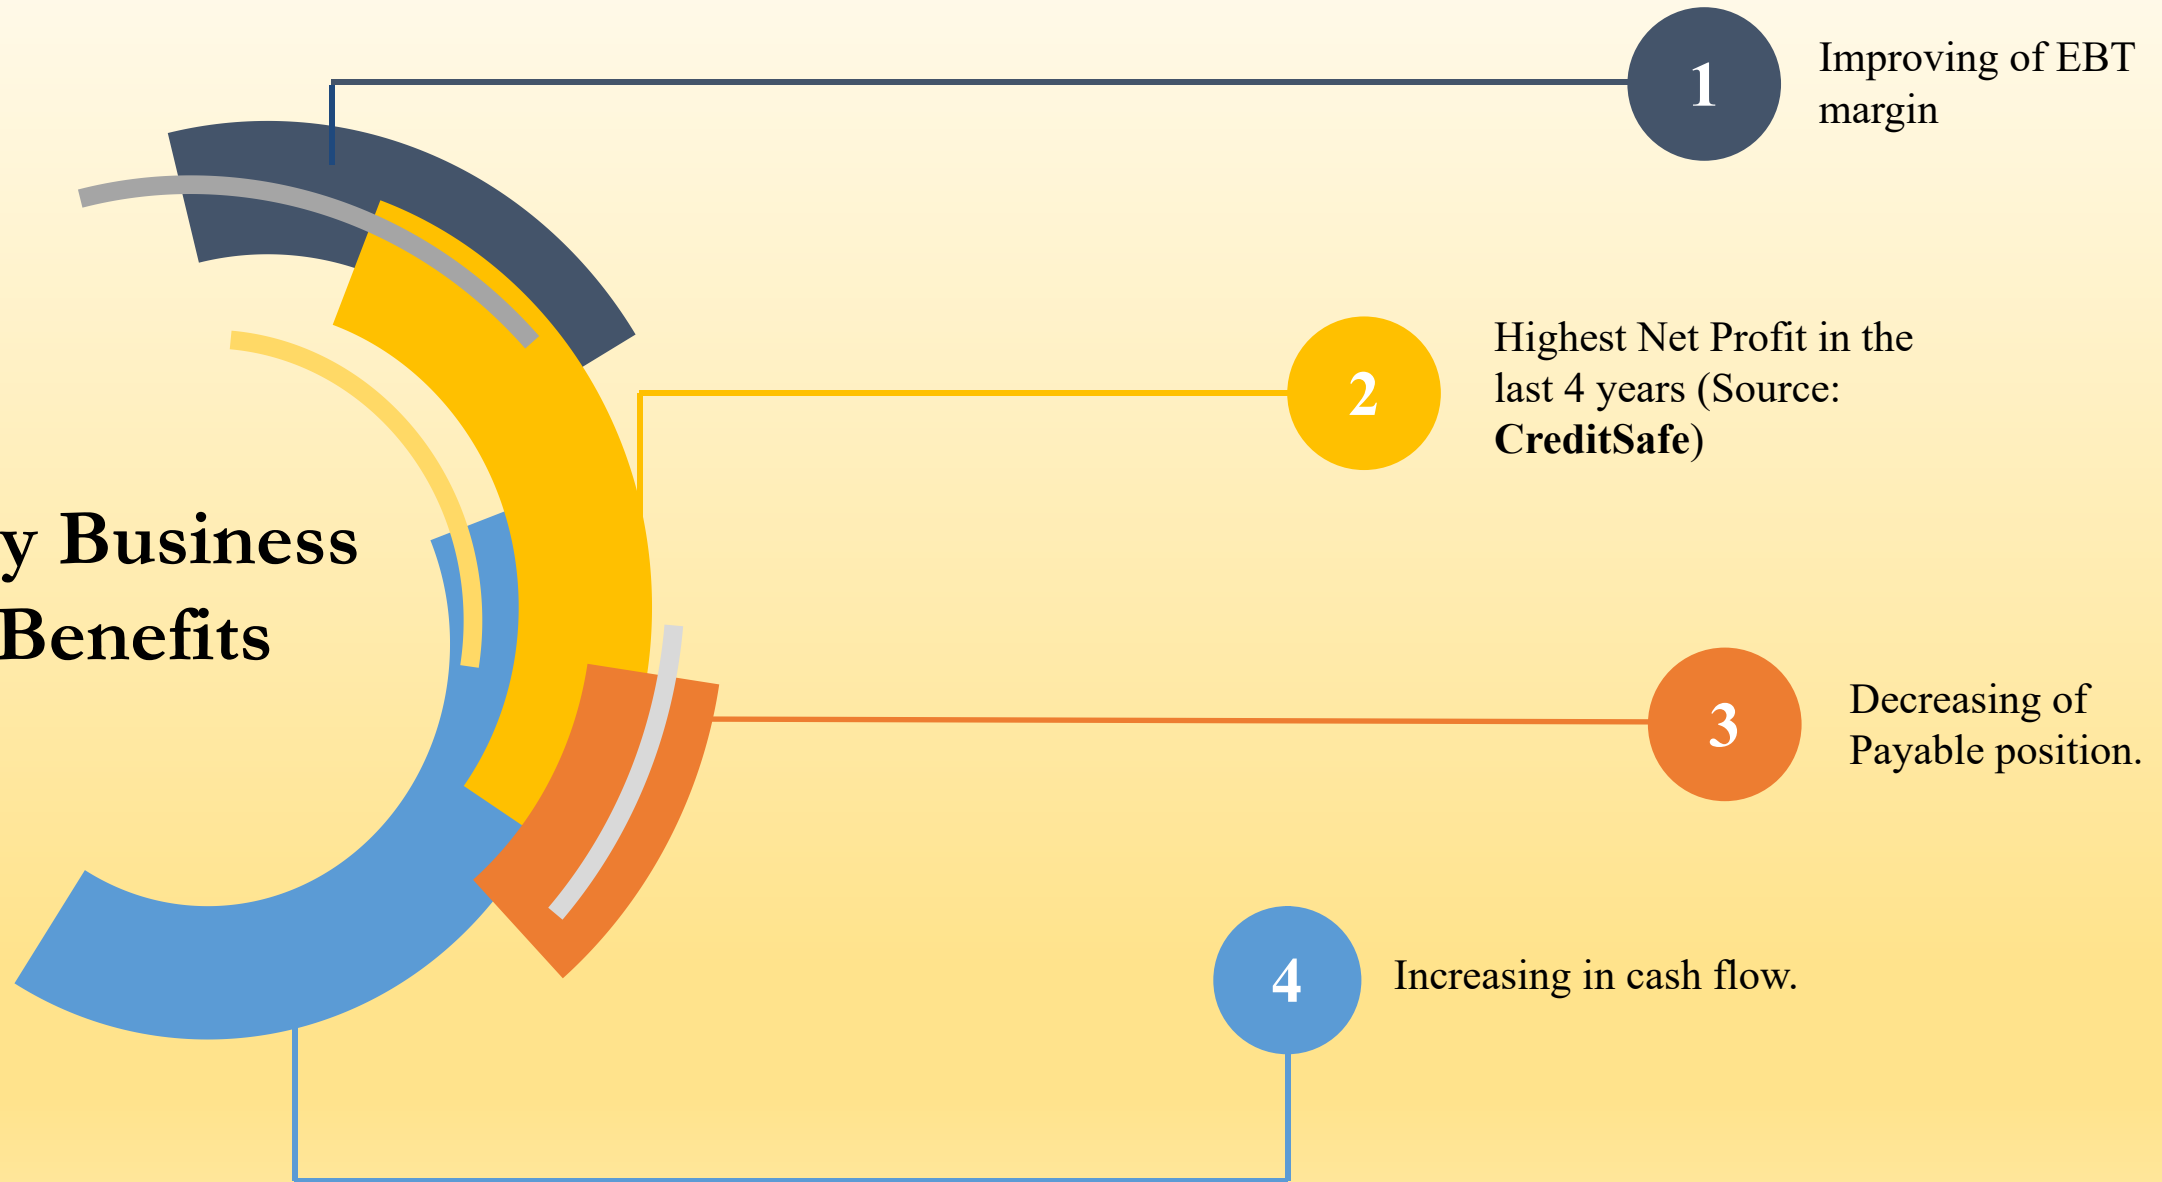 1
Improving of EBT
margin
2
Highest Net Profit in the
last 4 years (Source:
CreditSafe)
y Business
Benefits
3
Decreasing of
Payable position.
4
Increasing in cash flow.